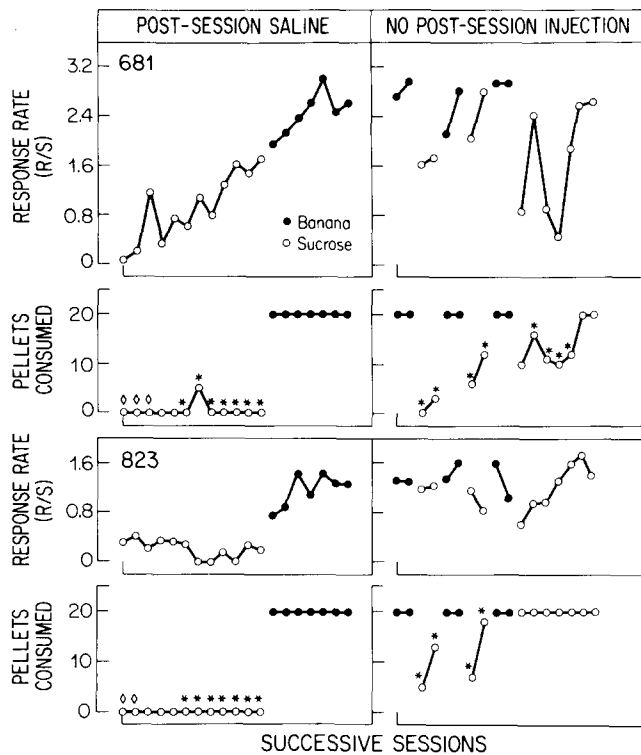 POST-SESSION SALINE
NO POST-SESSION INJECTION
681
RESPONSE RATE
(R/S)
3.2
2.4
1.6
0.8
0
Banana
Sucrose
PELLETS
CONSUMED
20
10
0
◊ ◊ ◊ * * * * * * *
* * * * * * * *
823
RESPONSE RATE
(R/S)
1.6
0.8
0
PELLETS
CONSUMED
20
10
0
◊ ◊ * * * * * * *
* * * *
SUCCESSIVE SESSIONS